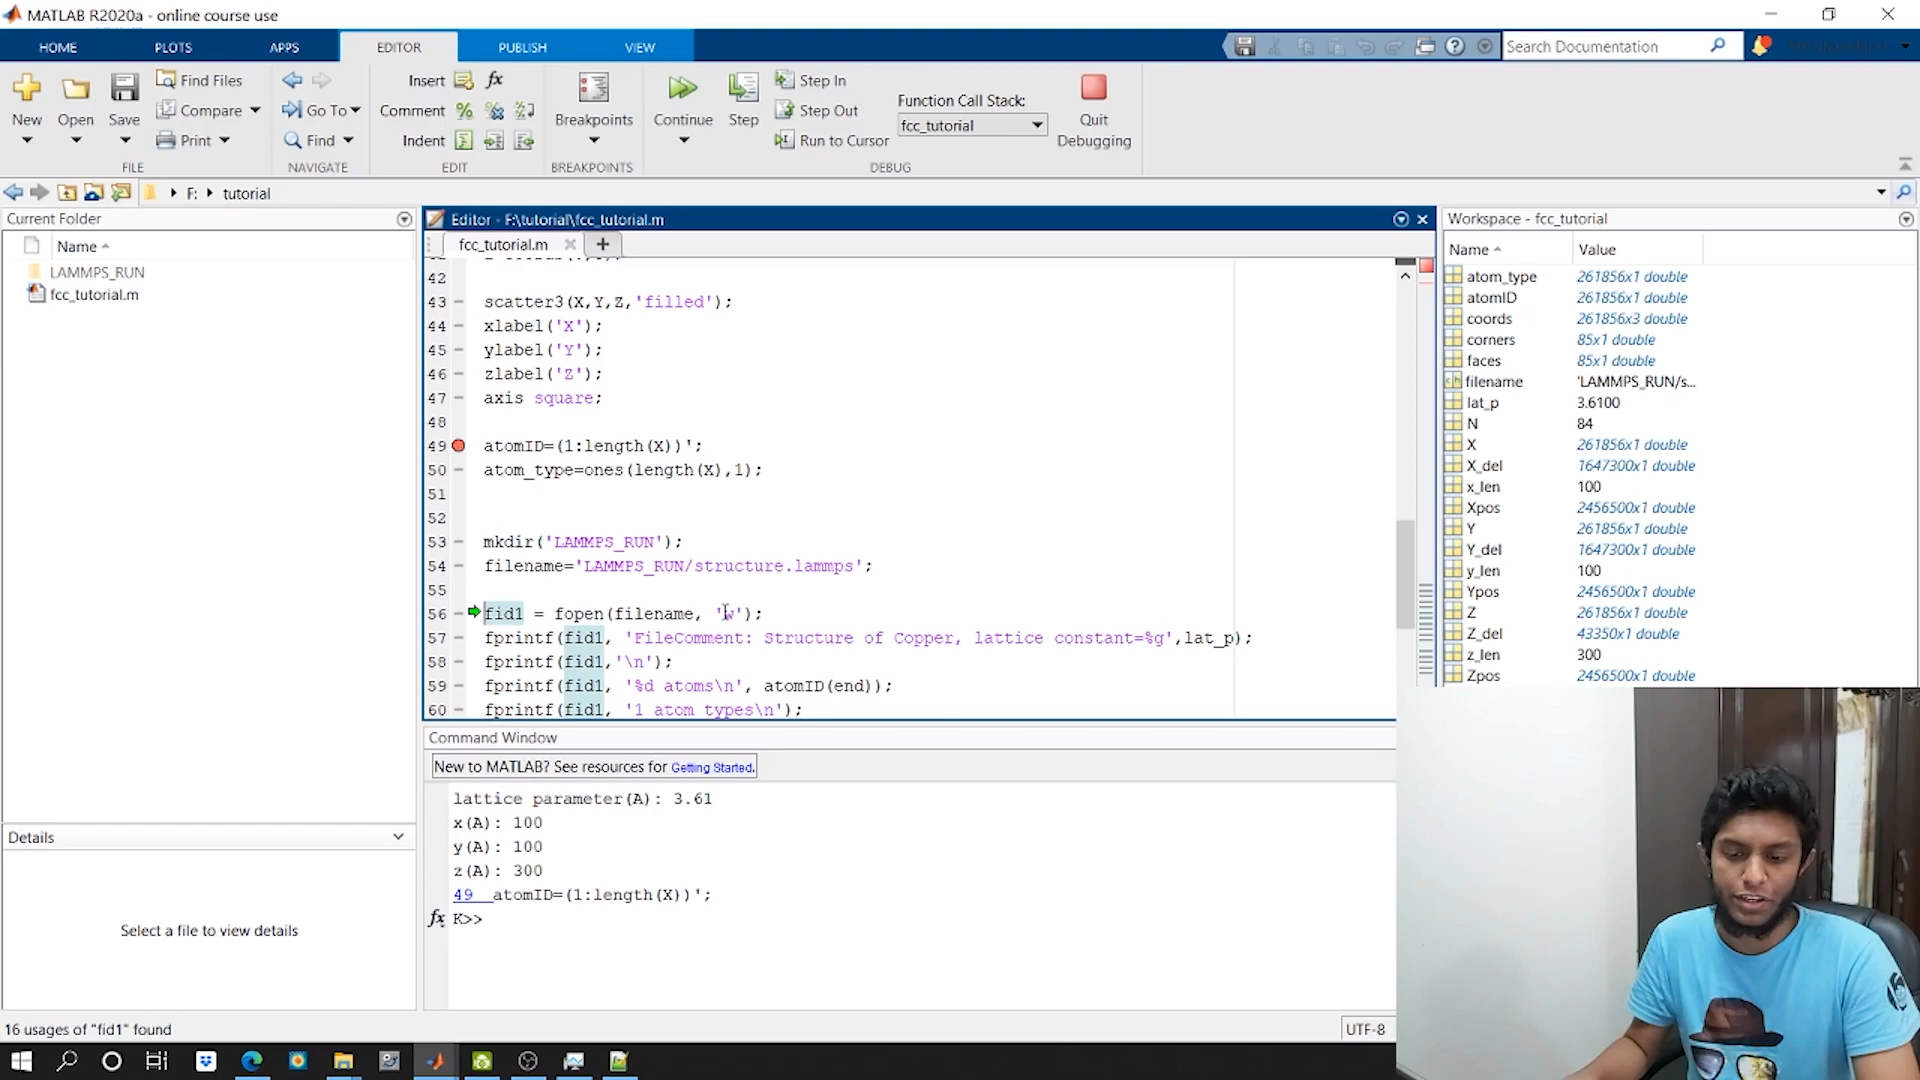 MATLAB R2020a - online course use
HOME PLOTS APPS EDITOR PUBLISH VIEW
Search Documentation
New Open Save
Find Files
Compare
Print
FILE
Go To
Find
NAVIGATE
Insert
Comment
Indent
EDIT
Breakpoints
BREAKPOINTS
Continue
Step
Step In
Step Out
Run to Cursor
Function Call Stack:
fcc_tutorial
Quit
Debugging
DEBUG
F: tutorial
Current Folder
Name
LAMMPS_RUN
fcc_tutorial.m
Details
Select a file to view details
Editor - F:\tutorial\fcc_tutorial.m
fcc_tutorial.m
42
43 scatter3(X,Y,Z,'filled');
44 xlabel('X');
45 ylabel('Y');
46 zlabel('Z');
47 axis square;
48
49 atomID=(1:length(X))';
50 atom_type=ones(length(X),1);
51
52
53 mkdir('LAMMPS_RUN');
54 filename='LAMMPS_RUN/structure.lammps';
55
56 fid1 = fopen(filename, 'w');
57 fprintf(fid1, 'FileComment: Structure of Copper, lattice constant=%g',lat_p);
58 fprintf(fid1,'\n');
59 fprintf(fid1, '%d atoms\n', atomID(end));
60 fprintf(fid1, '1 atom types\n');
Command Window
New to MATLAB? See resources for Getting Started.
lattice parameter(A): 3.61
x(A): 100
y(A): 100
z(A): 300
49 atomID=(1:length(X))';
fx K>>
Workspace - fcc_tutorial
Name Value
atom_type 261856x1 double
atomID 261856x1 double
coords 261856x3 double
corners 85x1 double
faces 85x1 double
filename 'LAMMPS_RUN/s...
lat_p 3.6100
N 84
X 261856x1 double
X_del 1647300x1 double
x_len 100
Xpos 2456500x1 double
Y 261856x1 double
Y_del 1647300x1 double
y_len 100
Ypos 2456500x1 double
Z 261856x1 double
Z_del 43350x1 double
z_len 300
Zpos 2456500x1 double
16 usages of "fid1" found
UTF-8